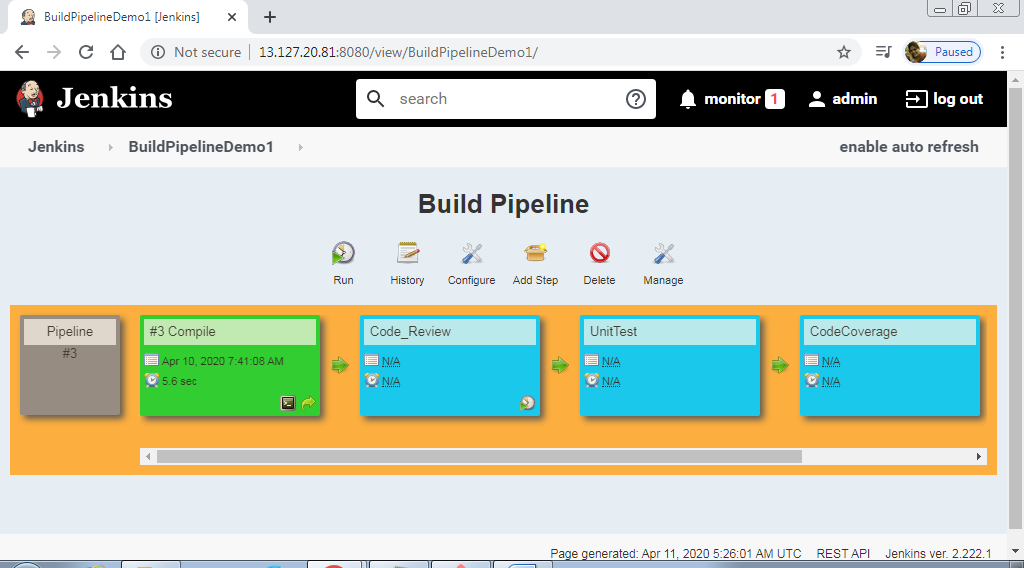 BuildPipelineDemo1 [Jenkins]
Not secure | 13.127.20.81:8080/view/BuildPipelineDemo1/ Paused
Jenkins search monitor 1 admin log out
Jenkins BuildPipelineDemo1 enable auto refresh
Build Pipeline
Run History Configure Add Step Delete Manage
Pipeline #3 Compile Code_Review UnitTest CodeCoverage
#3 Apr 10, 2020 7:41:08 AM N/A N/A N/A
5.6 sec N/A N/A N/A
Page generated: Apr 11, 2020 5:26:01 AM UTC REST API Jenkins ver. 2.222.1